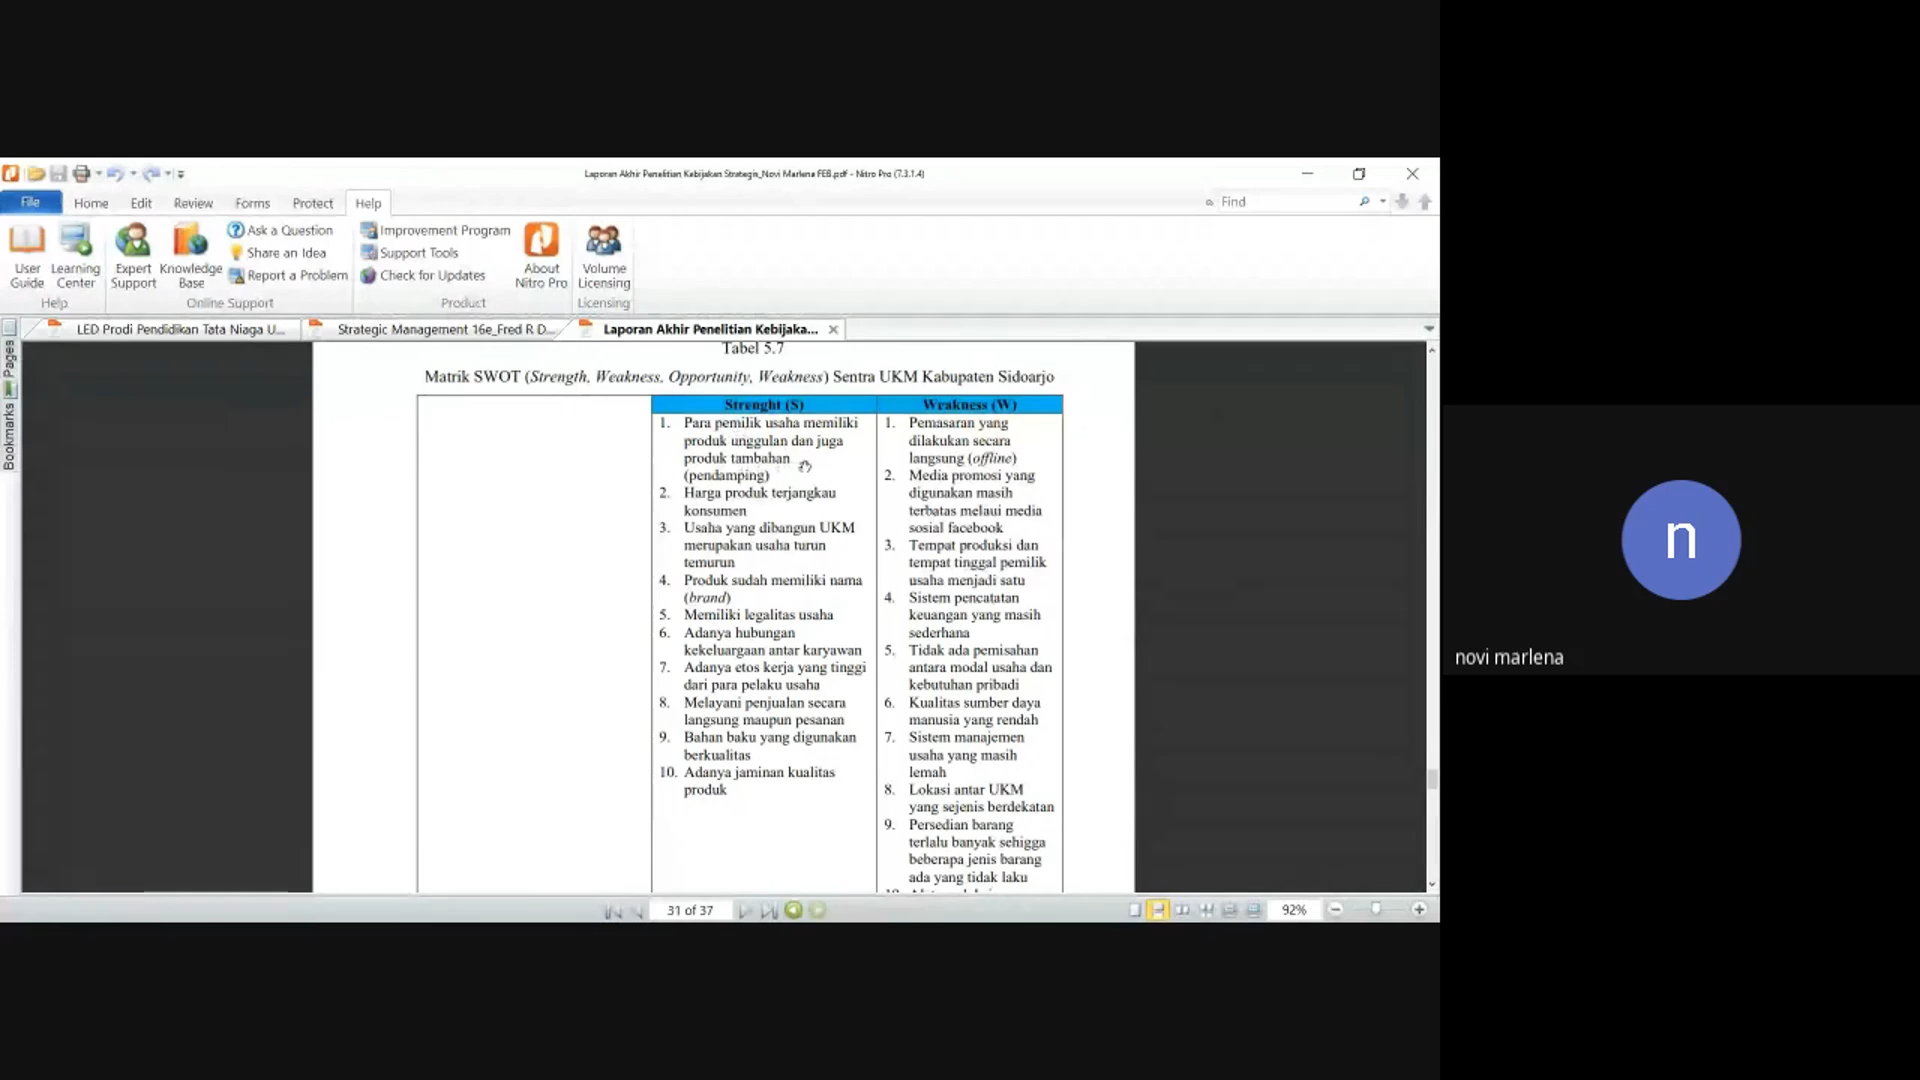 Laporan Akhir Penelitian Kebijakan Strategis_Novi Marlena FEB.pdf - Nitro Pro (7.3.1.4)
File Home Edit Review Forms Protect Help
Find
User Guide
Learning Center
Expert Support
Knowledge Base
Ask a Question
Share an Idea
Report a Problem
Improvement Program
Support Tools
Check for Updates
About Nitro Pro
Volume Licensing
Help Online Support Product Licensing
LED Prodi Pendidikan Tata Niaga U...
Strategic Management 16e_Fred R D...
Laporan Akhir Penelitian Kebijaka...
Pages
Bookmarks
Tabel 5.7
Matrik SWOT (Strength, Weakness, Opportunity, Weakness) Sentra UKM Kabupaten Sidoarjo
Strenght (S)
1. Para pemilik usaha memiliki
produk unggulan dan juga
produk tambahan
(pendamping)
2. Harga produk terjangkau
konsumen
3. Usaha yang dibangun UKM
merupakan usaha turun
temurun
4. Produk sudah memiliki nama
(brand)
5. Memiliki legalitas usaha
6. Adanya hubungan
kekeluargaan antar karyawan
7. Adanya etos kerja yang tinggi
dari para pelaku usaha
8. Melayani penjualan secara
langsung maupun pesanan
9. Bahan baku yang digunakan
berkualitas
10. Adanya jaminan kualitas
produk
Weakness (W)
1. Pemasaran yang
dilakukan secara
langsung (offline)
2. Media promosi yang
digunakan masih
terbatas melaui media
sosial facebook
3. Tempat produksi dan
tempat tinggal pemilik
usaha menjadi satu
4. Sistem pencatatan
keuangan yang masih
sederhana
5. Tidak ada pemisahan
antara modal usaha dan
kebutuhan pribadi
6. Kualitas sumber daya
manusia yang rendah
7. Sistem manajemen
usaha yang masih
lemah
8. Lokasi antar UKM
yang sejenis berdekatan
9. Persedian barang
terlalu banyak sehigga
beberapa jenis barang
ada yang tidak laku
31 of 37
92%
n
novi marlena